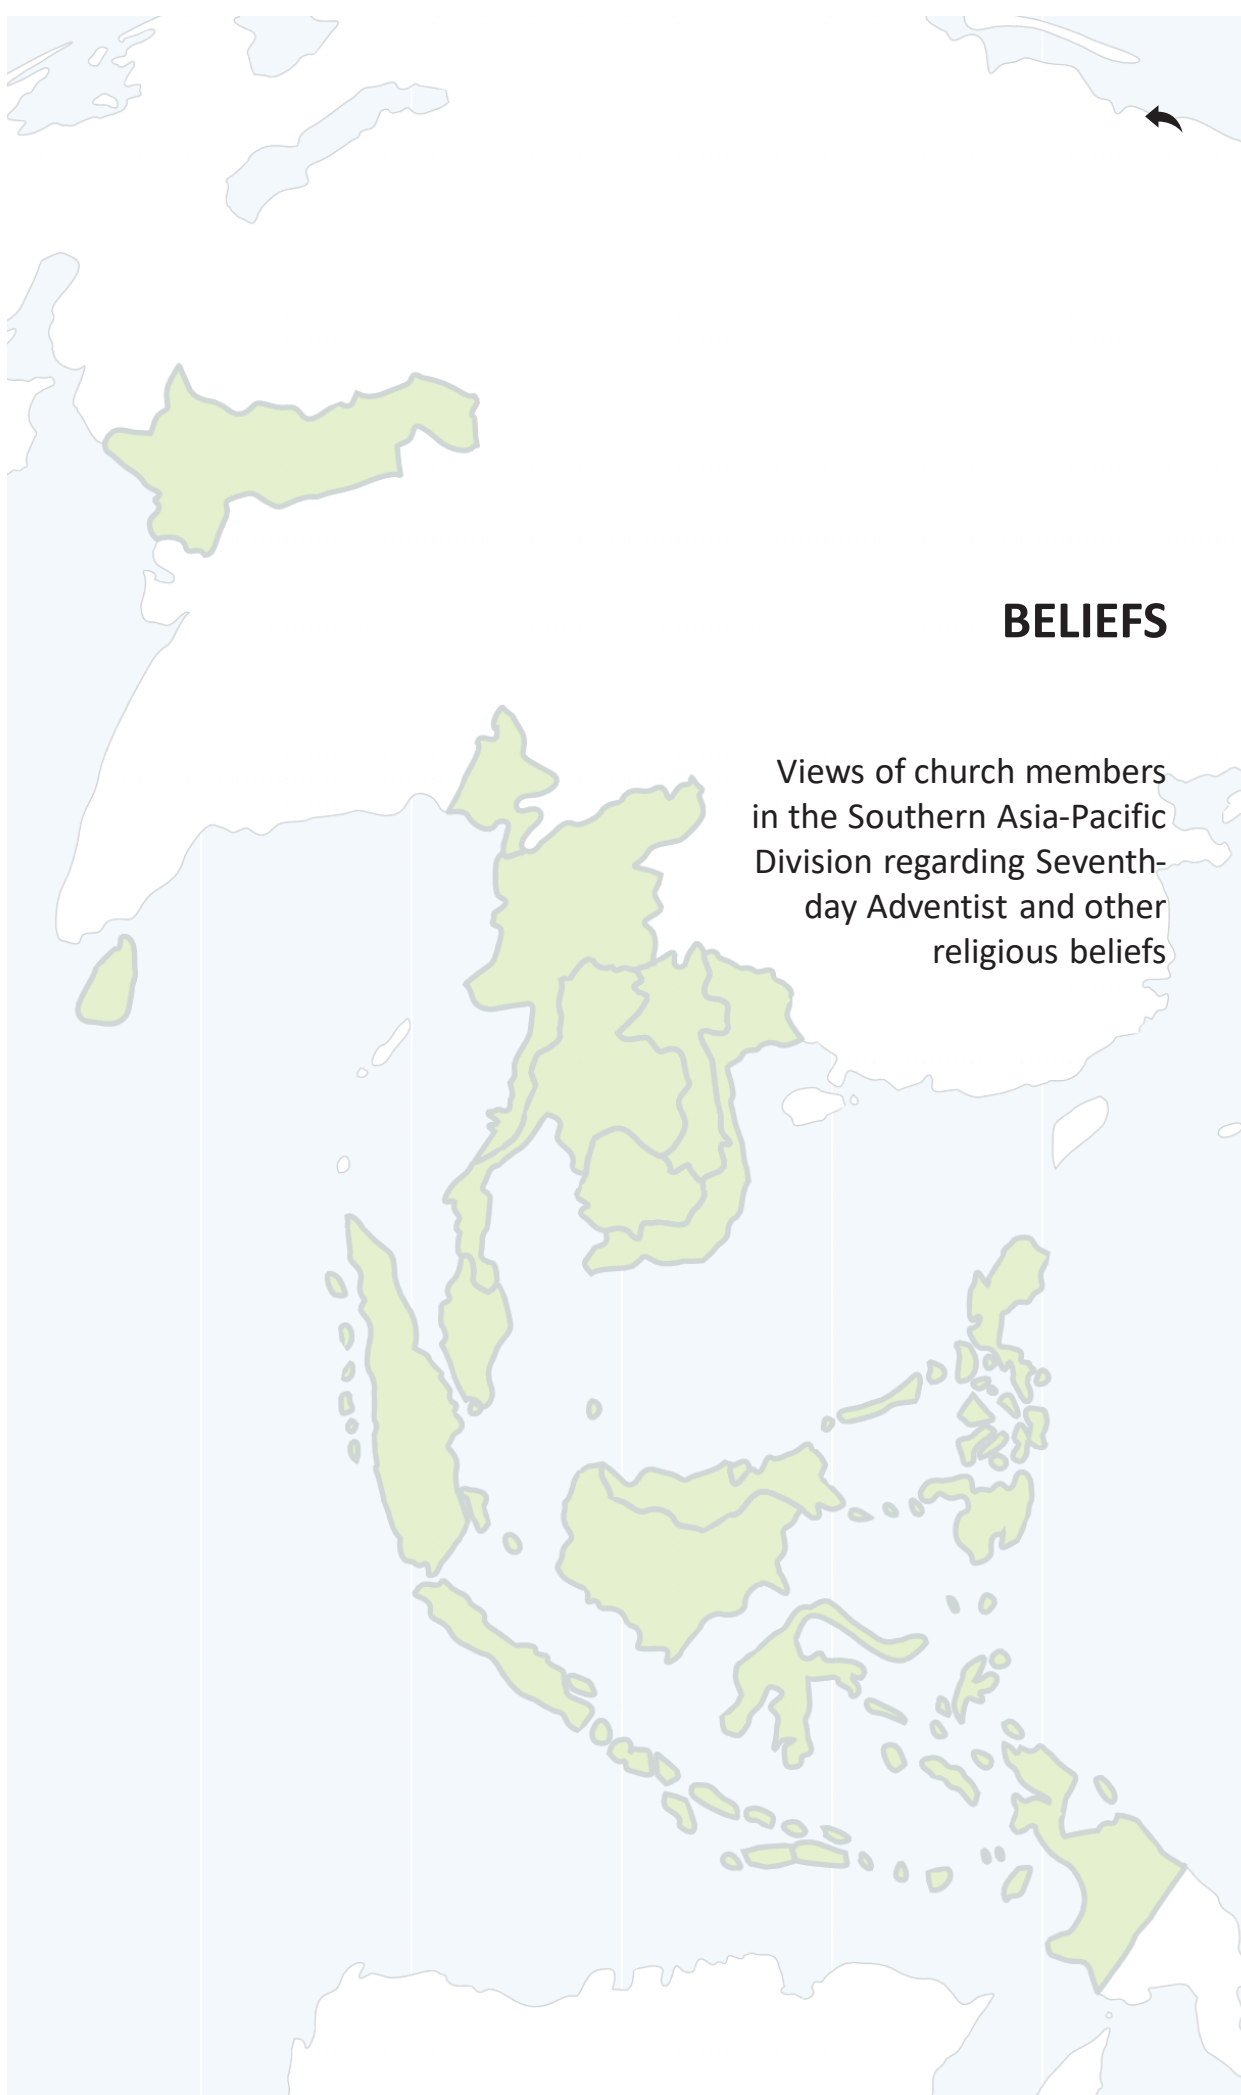 BELIEFS
Views of church members
in the Southern Asia-Pacific
Division regarding Seventh-
day Adventist and other
religious beliefs